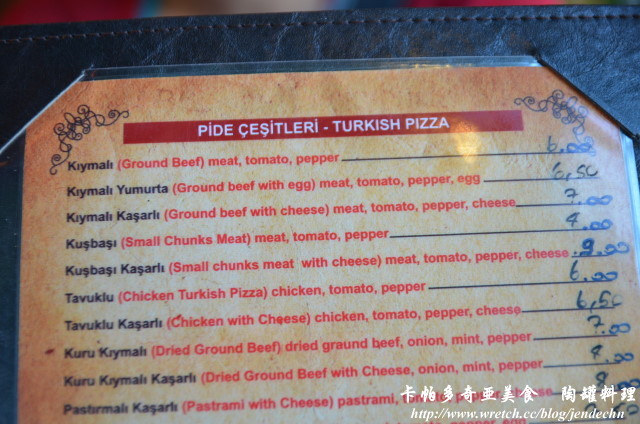 PİDE ÇEŞİTLERİ - TURKISH PIZZA
Kıymalı (Ground Beef) meat, tomato, pepper 6.00
Kıymalı Yumurta (Ground beef with egg) meat, tomato, pepper, egg 6,50
Kıymalı Kaşarlı (Ground beef with cheese) meat, tomato, pepper, cheese 7.00
Kuşbaşı (Small Chunks Meat) meat, tomato, pepper
Kuşbaşı Kaşarlı (Small chunks meat with cheese) meat, tomato, pepper, cheese 9.00
Tavuklu (Chicken Turkish Pizza) chicken, tomato, pepper 6.00
Tavuklu Kaşarlı (Chicken with Cheese) chicken, tomato, pepper, cheese 6,50
Kuru Kıymalı (Dried Ground Beef) dried graund beef, onion, mint, pepper 7.00
Kuru Kıymalı Kaşarlı (Dried Ground Beef with Cheese, onion, mint, pepper
Pastırmalı Kaşarlı (Pastrami with Cheese) pastrami,
卡帕多奇亞美食 陶罐料理
http://www.wretch.cc/blog/jendechn